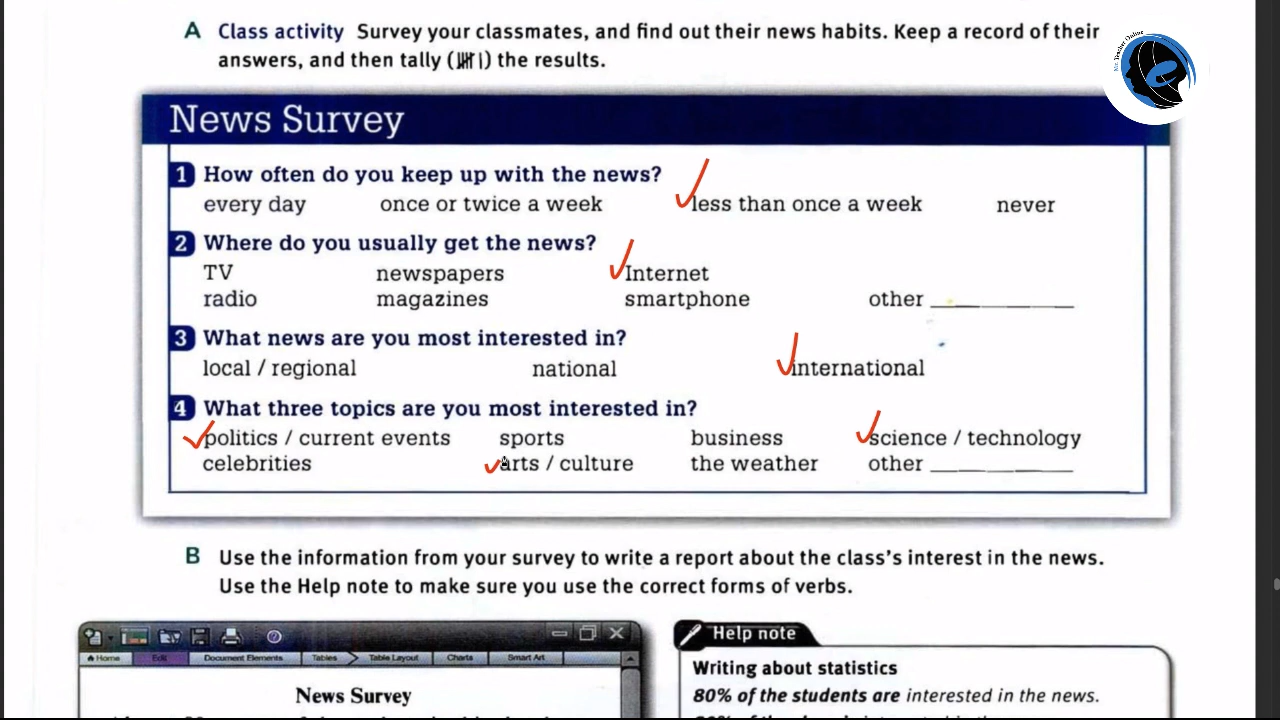 A Class activity Survey your classmates, and find out their news habits. Keep a record of their
answers, and then tally (||||\ |) the results.
Teacher Online
News Survey
1 How often do you keep up with the news?
every day once or twice a week less than once a week never
2 Where do you usually get the news?
TV newspapers Internet
radio magazines smartphone other ____________
3 What news are you most interested in?
local / regional national international
4 What three topics are you most interested in?
politics / current events sports business science / technology
celebrities arts / culture the weather other ____________
B Use the information from your survey to write a report about the class's interest in the news.
Use the Help note to make sure you use the correct forms of verbs.
Home Edit Document Elements Tables Table Layout Charts Smart Art
News Survey
Help note
Writing about statistics
80% of the students are interested in the news.